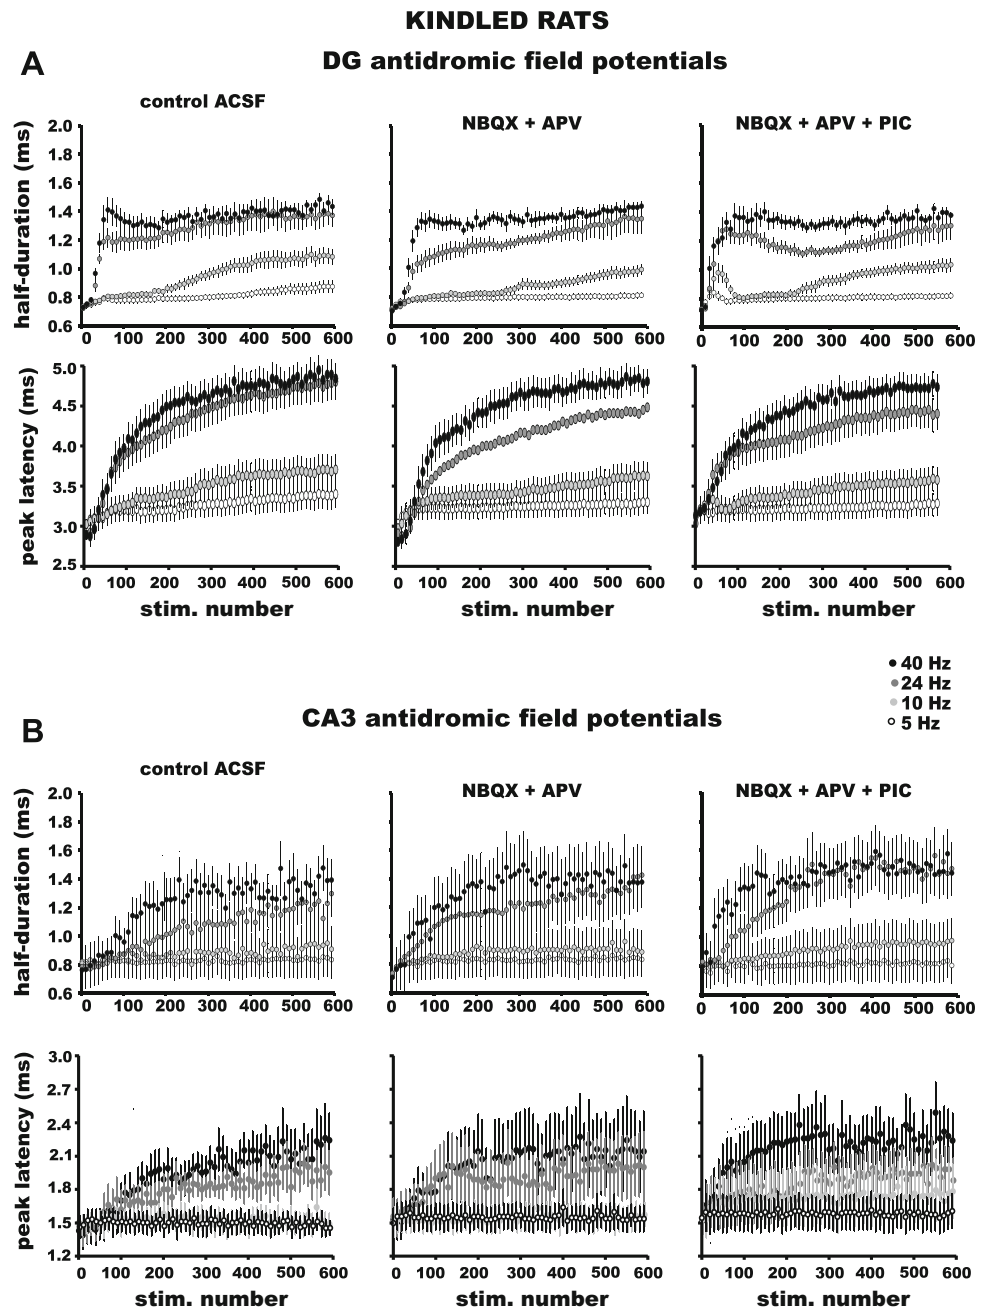 KINDLED RATS
A
DG antidromic field potentials
control ACSF
NBQX + APV
NBQX + APV + PIC
half-duration (ms)
2.0
1.8
1.6
1.4
1.2
1.0
0.8
0.6
0 100 200 300 400 500 600
0 100 200 300 400 500 600
0 100 200 300 400 500 600
peak latency (ms)
5.0
4.5
4.0
3.5
3.0
2.5
0 100 200 300 400 500 600
0 100 200 300 400 500 600
0 100 200 300 400 500 600
stim. number
stim. number
stim. number
40 Hz
24 Hz
10 Hz
5 Hz
B
CA3 antidromic field potentials
control ACSF
NBQX + APV
NBQX + APV + PIC
half-duration (ms)
2.0
1.8
1.6
1.4
1.2
1.0
0.8
0.6
0 100 200 300 400 500 600
0 100 200 300 400 500 600
0 100 200 300 400 500 600
peak latency (ms)
3.0
2.7
2.4
2.1
1.8
1.5
1.2
0 100 200 300 400 500 600
0 100 200 300 400 500 600
0 100 200 300 400 500 600
stim. number
stim. number
stim. number